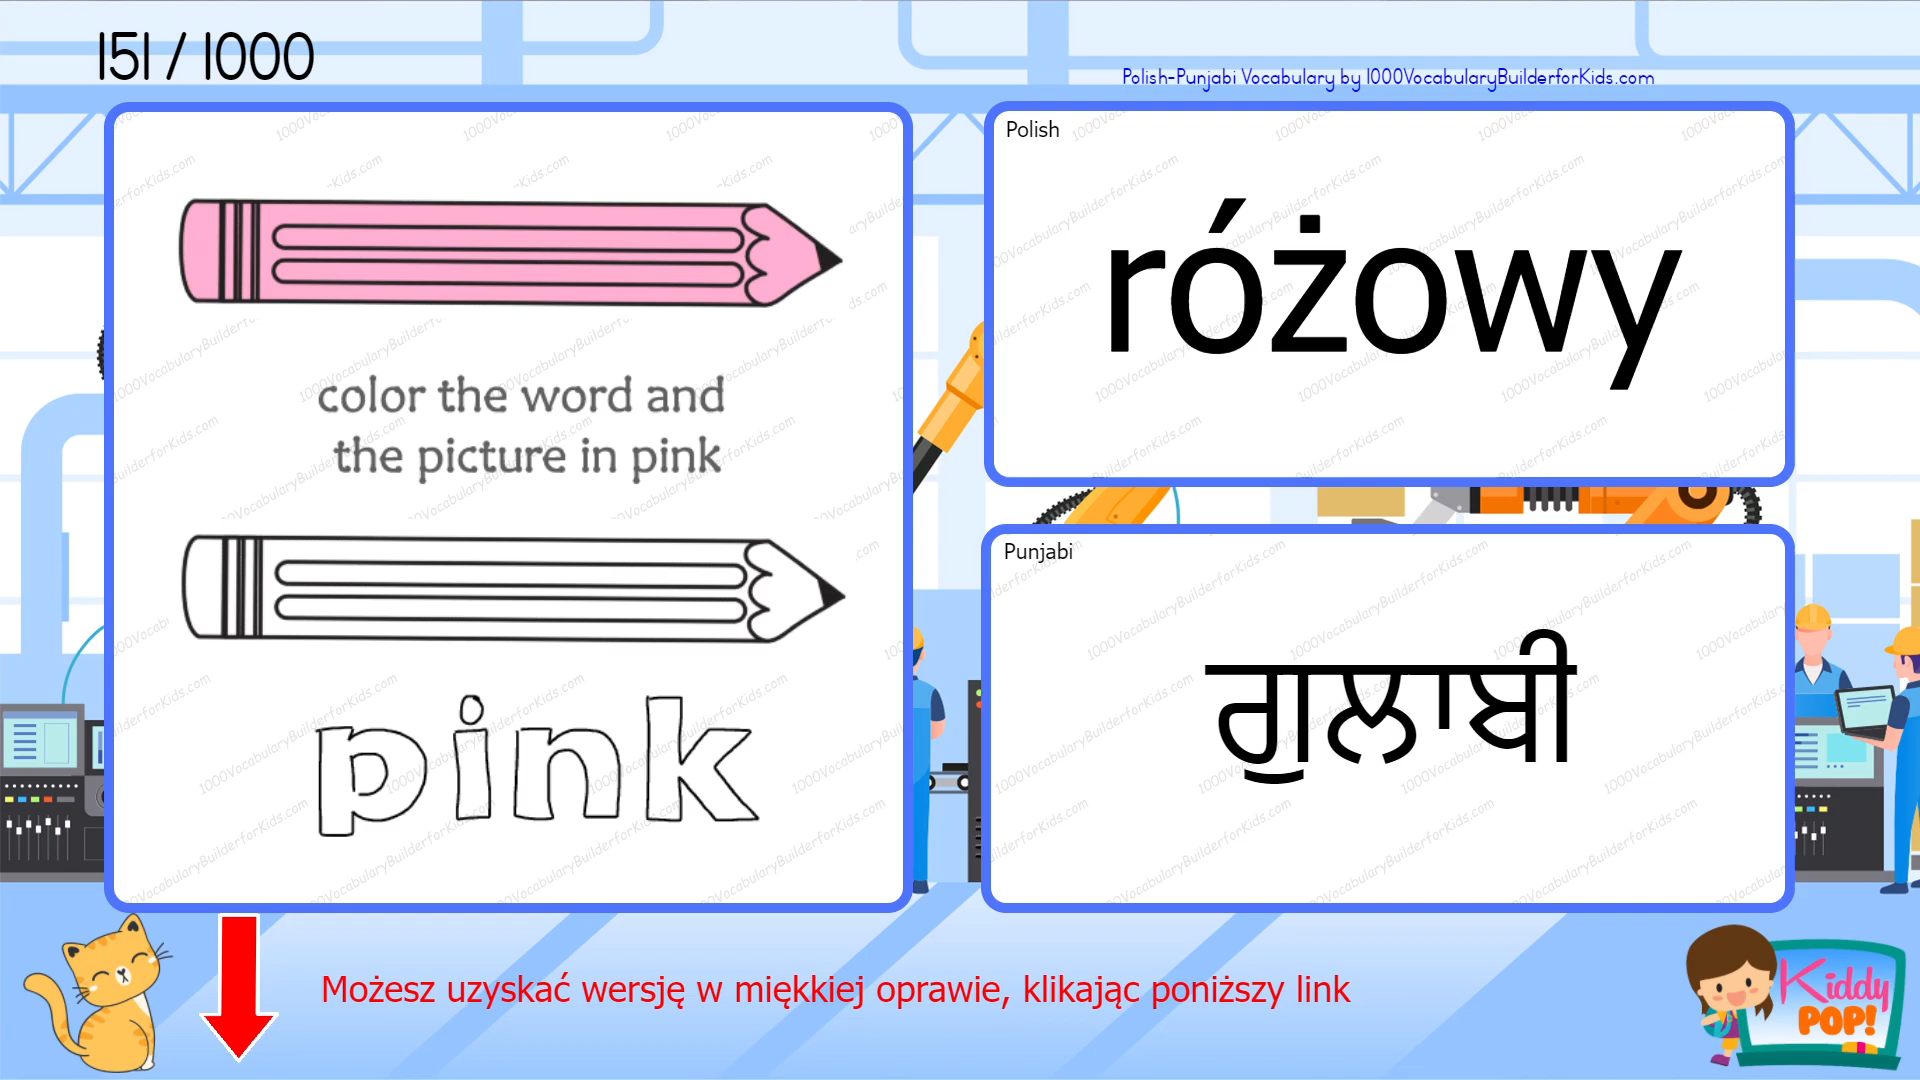 151 / 1000
Polish-Punjabi Vocabulary by 1000VocabularyBuilderforKids.com
color the word and
the picture in pink
pink
Polish
różowy
Punjabi
ਗੁਲਾਬੀ
Możesz uzyskać wersję w miękkiej oprawie, klikając poniższy link
Kiddy
POP!